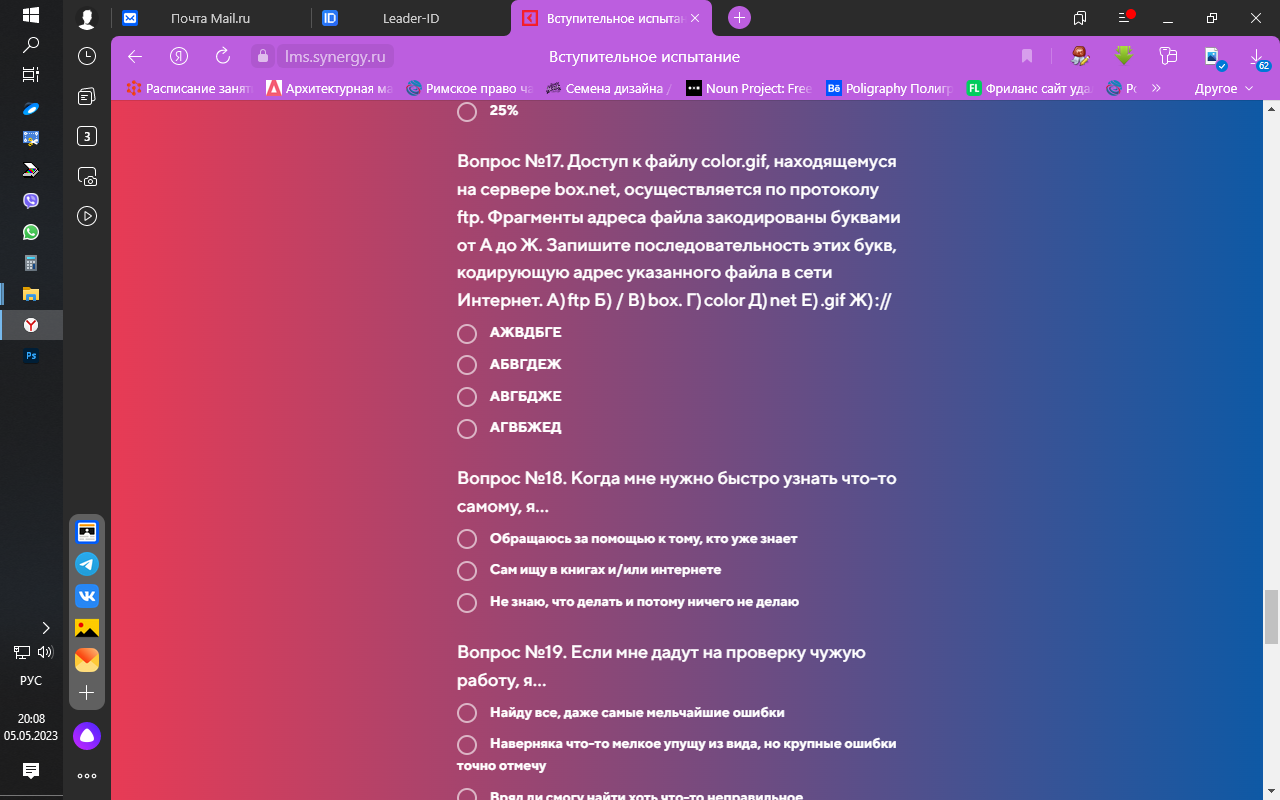 Почта Mail.ru
ID
Leader-ID
Вступительное испыта
Я
lms.synergy.ru
Вступительное испытание
62
Расписание занят
Архитектурная ма
Римское право ча
Семена дизайна /
Noun Project: Free
Bē
Poligraphy Полигр
FL
Фриланс сайт уда
Ро
»
Другое
3
25%
Вопрос №17. Доступ к файлу color.gif, находящемуся
на сервере box.net, осуществляется по протоколу
ftp. Фрагменты адреса файла закодированы буквами
от А до Ж. Запишите последовательность этих букв,
кодирующую адрес указанного файла в сети
Интернет. А) ftp Б) / В) box. Г) color Д) net Е) .gif Ж) ://
АЖВДБГЕ
АБВГДЕЖ
АВГБДЖЕ
АГВБЖЕД
Вопрос №18. Когда мне нужно быстро узнать что-то
самому, я...
Обращаюсь за помощью к тому, кто уже знает
Сам ищу в книгах и/или интернете
Не знаю, что делать и потому ничего не делаю
Вопрос №19. Если мне дадут на проверку чужую
работу, я...
Найду все, даже самые мельчайшие ошибки
Наверняка что-то мелкое упущу из вида, но крупные ошибки
точно отмечу
Вряд ли смогу найти хоть что-то неправильное
Y
Ps
РУС
20:08
05.05.2023